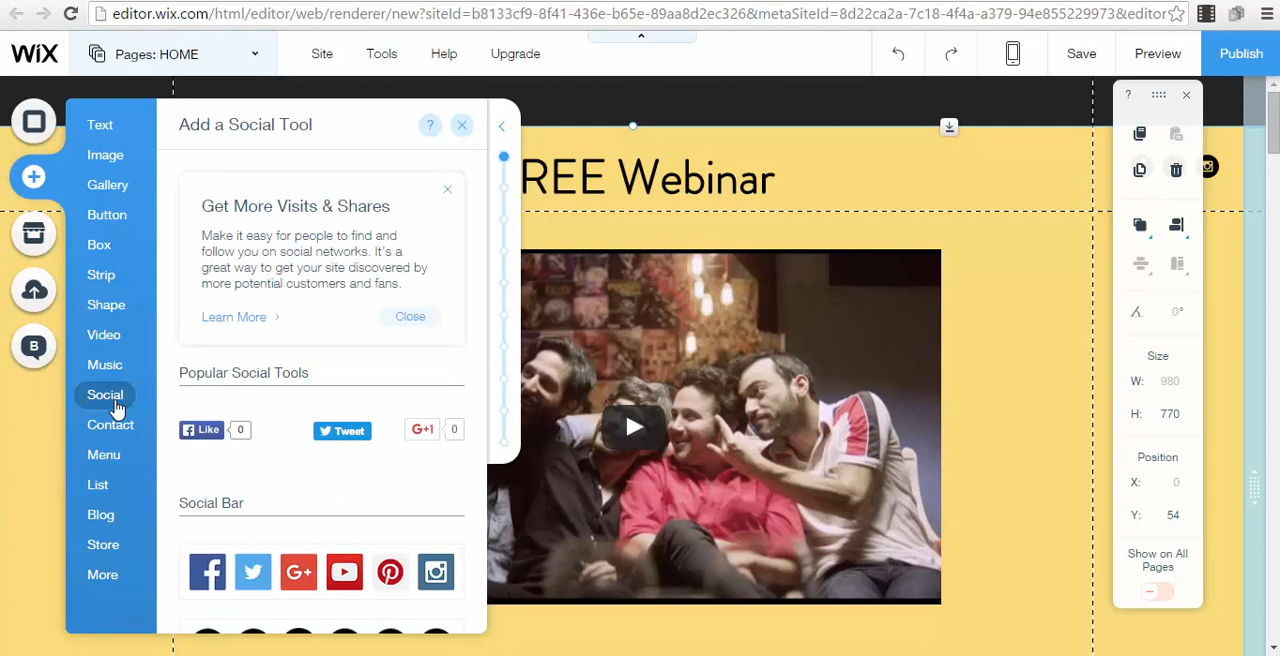 editor.wix.com/html/editor/web/renderer/new?siteId=b8133cf9-8f41-436e-b65e-89aa8d2ec326&metaSiteId=8d22ca2a-7c18-4f4a-a379-94e855229973&editor
WiX
Pages: HOME
Site
Tools
Help
Upgrade
Save
Preview
Publish
Text
Image
Gallery
Button
Box
Strip
Shape
Video
Music
Social
Contact
Menu
List
Blog
Store
More
B
Add a Social Tool
?
Get More Visits & Shares
Make it easy for people to find and
follow you on social networks. It's a
great way to get your site discovered by
more potential customers and fans.
Learn More >
Close
Popular Social Tools
Like 0
Tweet
G+1 0
Social Bar
REE Webinar
?
0°
Size
W: 980
H: 770
Position
X: 0
Y: 54
Show on All
Pages